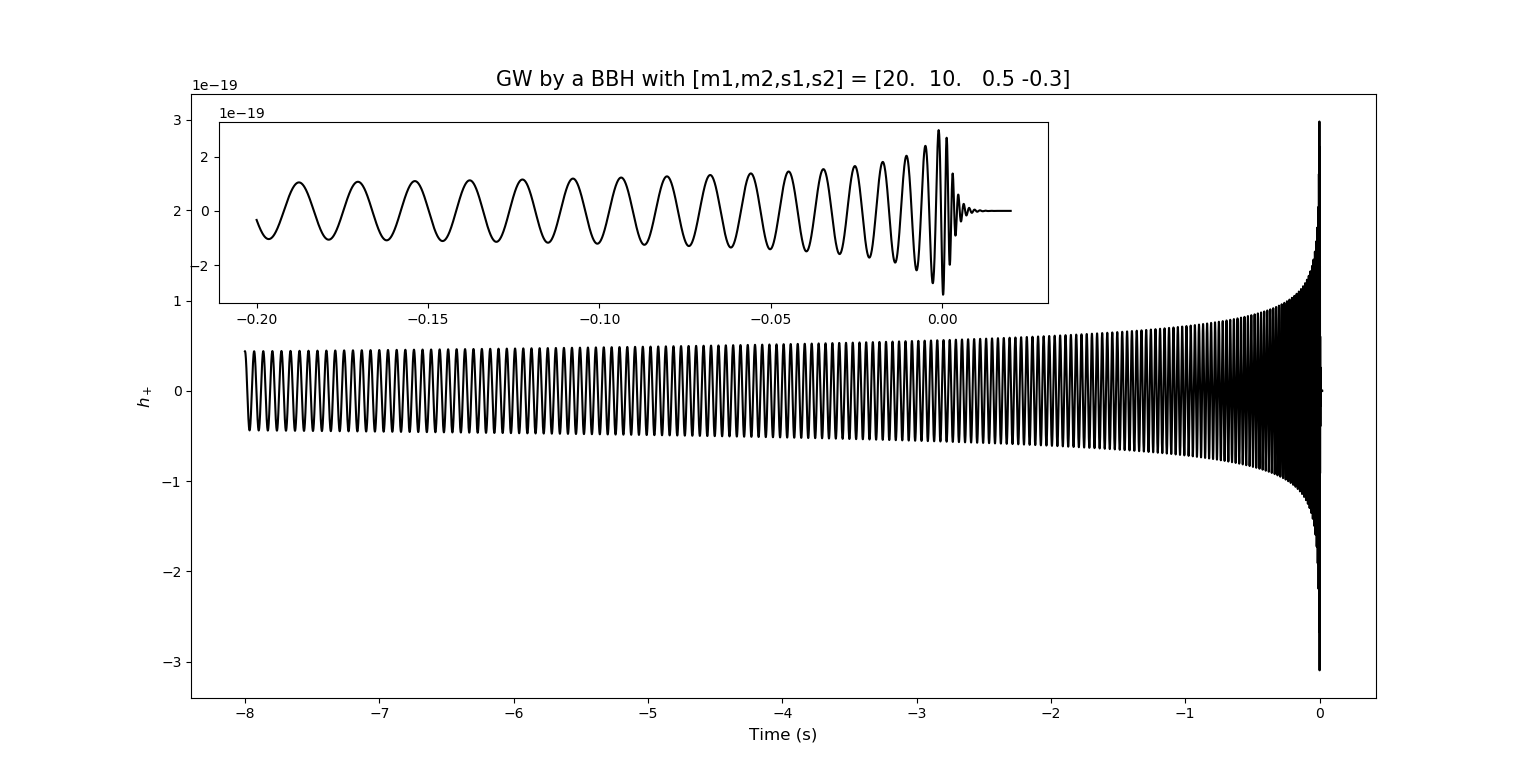 GW by a BBH with [m1,m2,s1,s2] = [20.  10.   0.5 -0.3]
1e−19
1e−19
3
2
1
0
−1
−2
−3
2
0
−2
−0.20 −0.15 −0.10 −0.05 0.00
h+
−8 −7 −6 −5 −4 −3 −2 −1 0
Time (s)